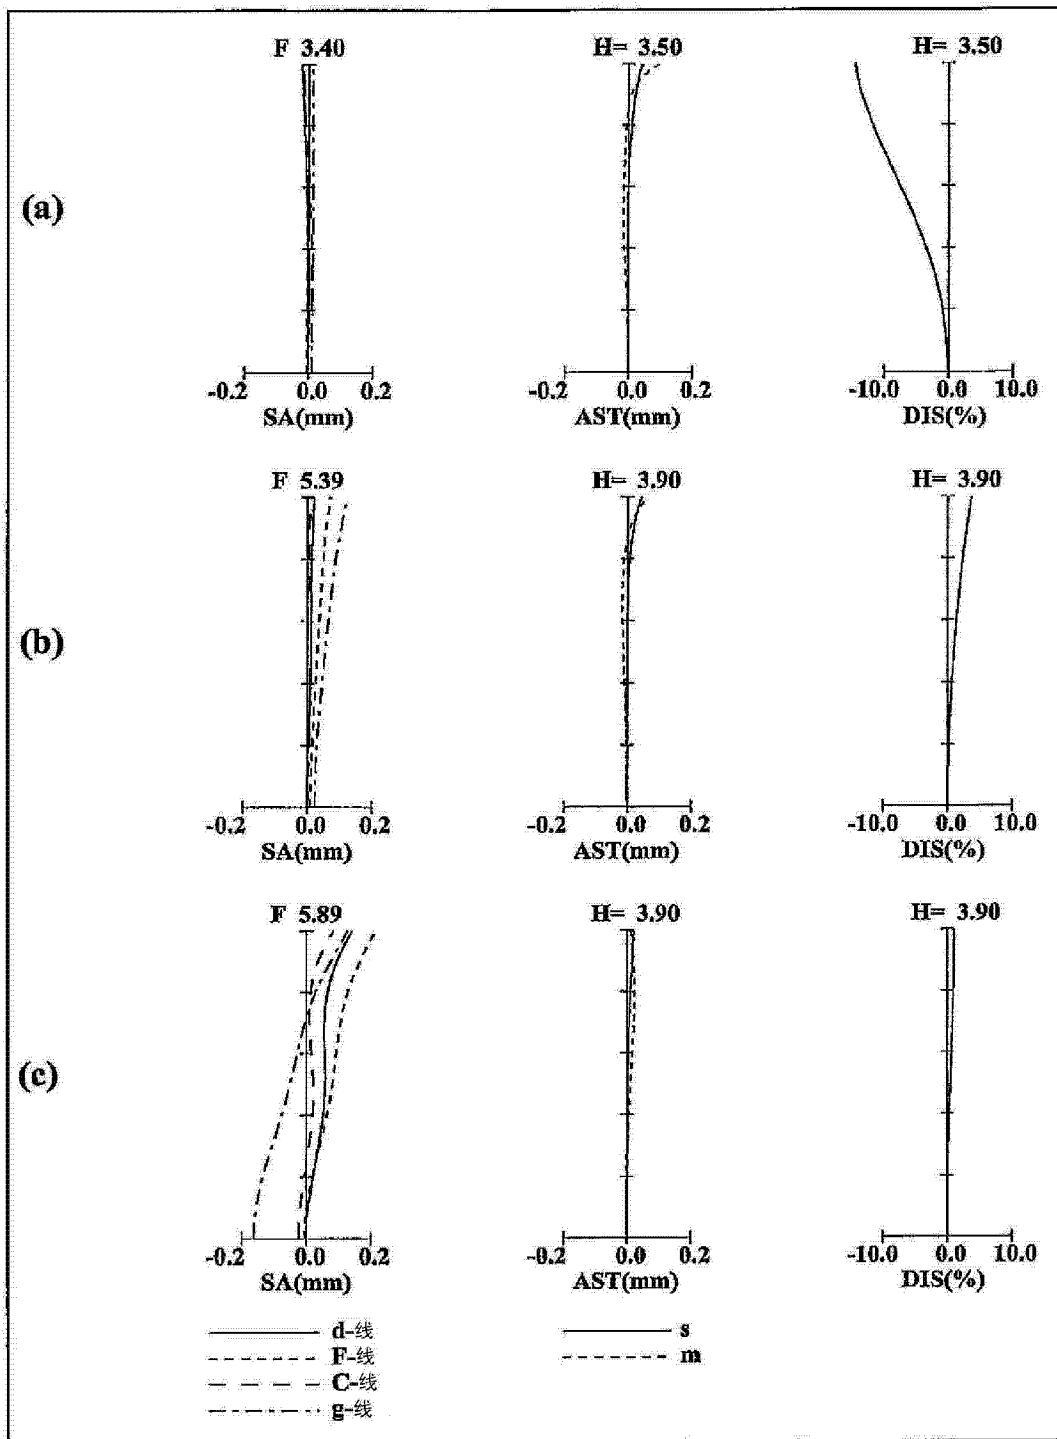 F 3.40 H= 3.50 H= 3.50
(a)
-0.2 0.0 0.2 -0.2 0.0 0.2 -10.0 0.0 10.0
SA(mm) AST(mm) DIS(%)
F 5.39 H= 3.90 H= 3.90
(b)
-0.2 0.0 0.2 -0.2 0.0 0.2 -10.0 0.0 10.0
SA(mm) AST(mm) DIS(%)
F 5.89 H= 3.90 H= 3.90
(c)
-0.2 0.0 0.2 -0.2 0.0 0.2 -10.0 0.0 10.0
SA(mm) AST(mm) DIS(%)
d-线 s
F-线 m
C-线
g-线